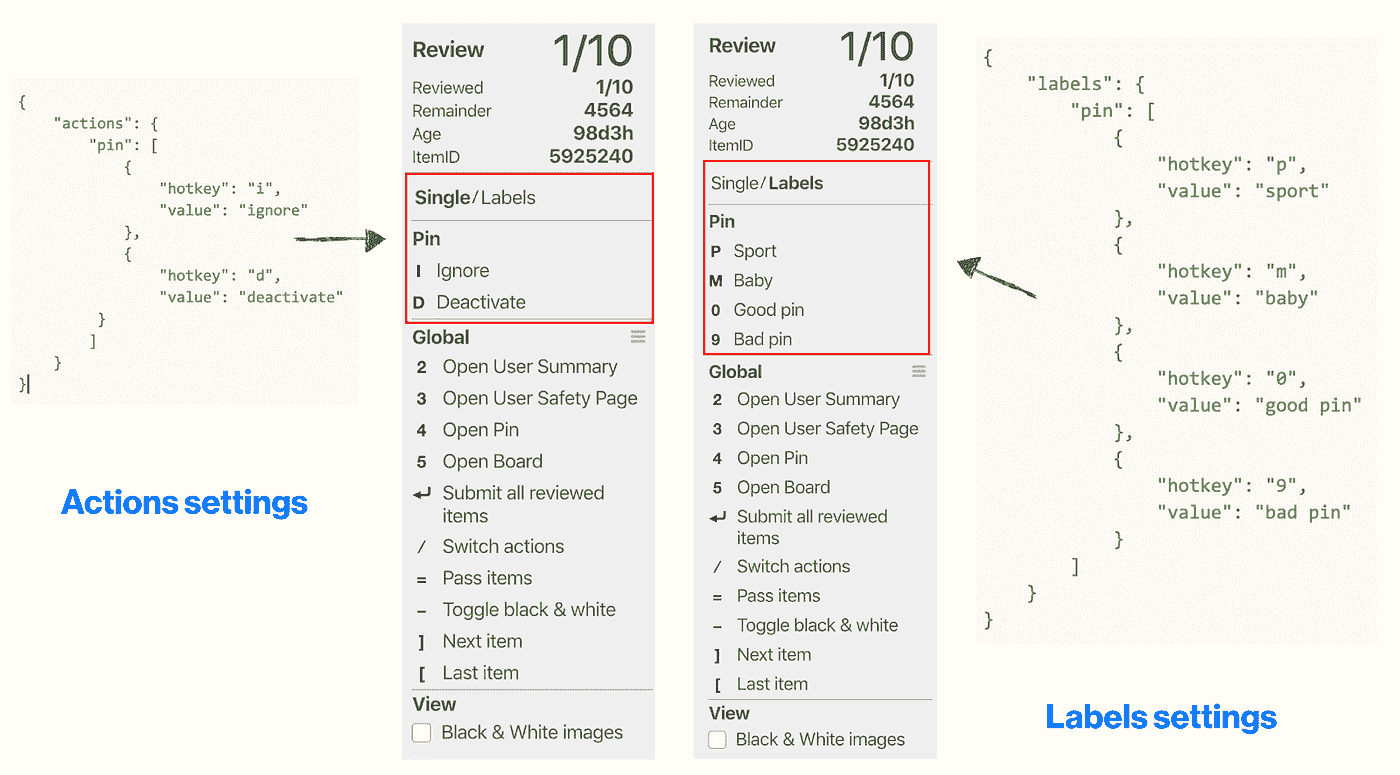 {
"actions": {
"pin": [
{
"hotkey": "i",
"value": "ignore"
},
{
"hotkey": "d",
"value": "deactivate"
}
]
}
}
Actions settings
Review 1/10
Reviewed 1/10
Remainder 4564
Age 98d3h
ItemID 5925240
Single/Labels
Pin
I Ignore
D Deactivate
Global
2 Open User Summary
3 Open User Safety Page
4 Open Pin
5 Open Board
↵ Submit all reviewed
items
/ Switch actions
= Pass items
– Toggle black & white
] Next item
[ Last item
View
Black & White images
Review 1/10
Reviewed 1/10
Remainder 4564
Age 98d3h
ItemID 5925240
Single/Labels
Pin
P Sport
M Baby
0 Good pin
9 Bad pin
Global
2 Open User Summary
3 Open User Safety Page
4 Open Pin
5 Open Board
↵ Submit all reviewed
items
/ Switch actions
= Pass items
– Toggle black & white
] Next item
[ Last item
View
Black & White images
{
"labels": {
"pin": [
{
"hotkey": "p",
"value": "sport"
},
{
"hotkey": "m",
"value": "baby"
},
{
"hotkey": "0",
"value": "good pin"
},
{
"hotkey": "9",
"value": "bad pin"
}
]
}
}
Labels settings